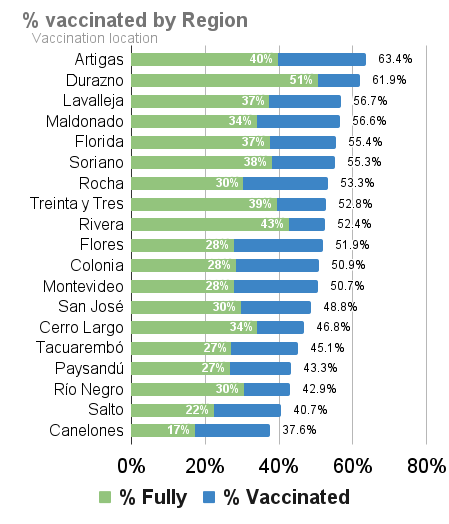 % vaccinated by Region
Vaccination location
Artigas 40% 63.4%
Durazno 51% 61.9%
Lavalleja 37% 56.7%
Maldonado 34% 56.6%
Florida 37% 55.4%
Soriano 38% 55.3%
Rocha 30% 53.3%
Treinta y Tres 39% 52.8%
Rivera 43% 52.4%
Flores 28% 51.9%
Colonia 28% 50.9%
Montevideo 28% 50.7%
San José 30% 48.8%
Cerro Largo 34% 46.8%
Tacuarembó 27% 45.1%
Paysandú 27% 43.3%
Río Negro 30% 42.9%
Salto 22% 40.7%
Canelones 17% 37.6%
0% 20% 40% 60% 80%
% Fully % Vaccinated